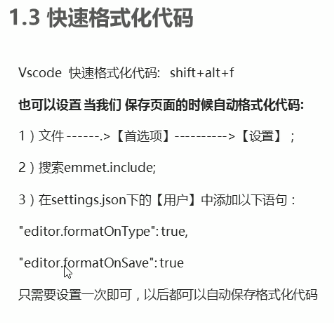 1.3 快速格式化代码
Vscode 快速格式化代码: shift+alt+f
也可以设置 当我们 保存页面的时候自动格式化代码:
1）文件 ------.>【首选项】---------->【设置】；
2）搜索emmet.include;
3）在settings.json下的【用户】中添加以下语句：
"editor.formatOnType": true,
"editor.formatOnSave": true
只需要设置一次即可，以后都可以自动保存格式化代码